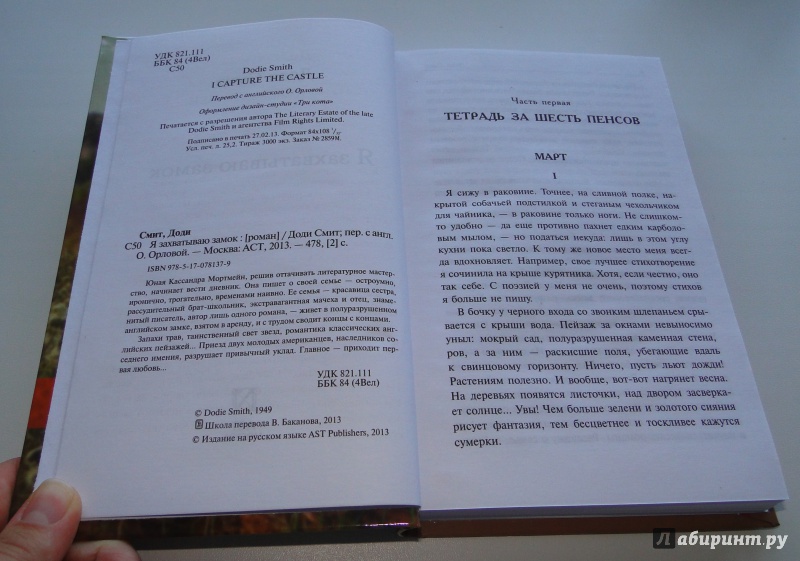 УДК 821.111
ББК 84 (4Вел)
С50
Dodie Smith
I CAPTURE THE CASTLE
Перевод с английского О. Орловой
Оформление дизайн-студии «Три кота»
Печатается с разрешения автора The Literary Estate of the late
Dodie Smith и агентства Film Rights Limited.
Подписано в печать 27.02.13. Формат 84х108 1/32.
Усл. печ. л. 25,2. Тираж 3000 экз. Заказ № 2859М.
Смит, Доди
С50 Я захватываю замок : [роман] / Доди Смит; пер. с англ.
О. Орловой. — Москва: АСТ, 2013. — 478, [2] с.
ISBN 978-5-17-078137-9
Юная Кассандра Мортмейн, решив оттачивать литературное мастер-
ство, начинает вести дневник. Она пишет о своей семье — остроумно,
иронично, трогательно, временами наивно. Ее семья — красавица сестра,
рассудительный брат-школьник, экстравагантная мачеха и отец, знаме-
нитый писатель, автор лишь одного романа, — живет в полуразрушенном
английском замке, взятом в аренду, и с трудом сводит концы с концами.
Запахи трав, таинственный свет звезд, романтика классических анг-
лийских пейзажей... Приезд двух молодых американцев, наследников со-
седнего имения, разрушает привычный уклад. Главное — приходит пер-
вая любовь...
УДК 821.111
ББК 84 (4Вел)
© Dodie Smith, 1949
Школа перевода В. Баканова, 2013
© Издание на русском языке AST Publishers, 2013
Часть первая
ТЕТРАДЬ ЗА ШЕСТЬ ПЕНСОВ
МАРТ
I
Я сижу в раковине. Точнее, на сливной полке, на-
крытой собачьей подстилкой и стеганым чехольчиком
для чайника, — в раковине только ноги. Не слишком-
то удобно — да еще противно пахнет едким карболо-
вым мылом, — но податься некуда: лишь в этом углу
кухни пока светло. К тому же новое место меня всегда
вдохновляет. Например, свое лучшее стихотворение
я сочинила на крыше курятника. Хотя, если честно, оно
так себе. С поэзией у меня не очень, поэтому стихов
я больше не пишу.
В бочку у черного входа со звонким шлепаньем сры-
вается с крыши вода. Пейзаж за окнами невыносимо
уныл: мокрый сад, полуразрушенная каменная стена,
ров, а за ним — раскисшие поля, убегающие вдаль
к свинцовому горизонту. Ничего, пусть льют дожди!
Растениям полезно. И вообще, вот-вот нагрянет весна.
На деревьях появятся листочки, над двором засверка-
ет солнце... Увы! Чем больше зелени и золотого сияния
рисует фантазия, тем бесцветнее и тоскливее кажутся
сумерки.
Лабиринт.ру